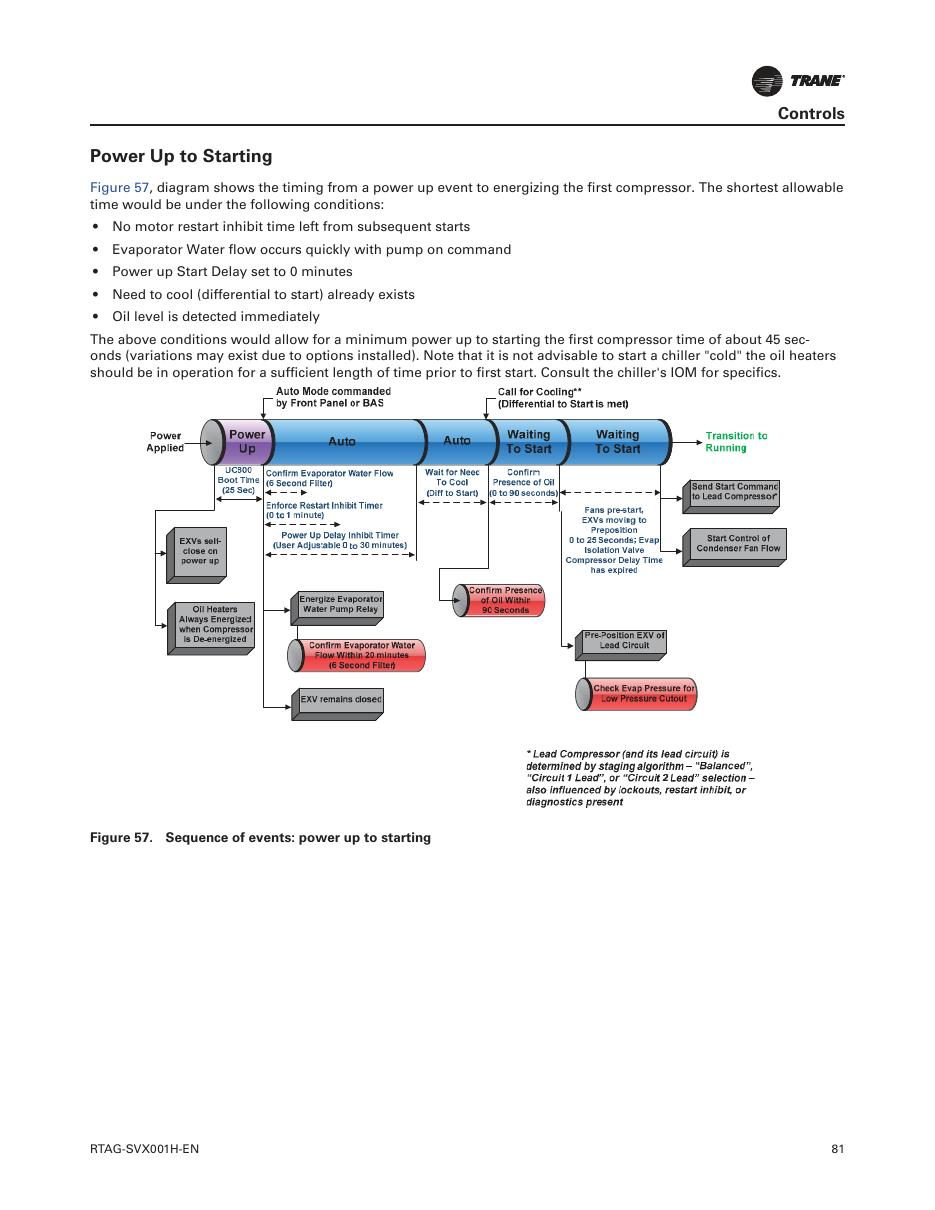 TRANE
Controls
Power Up to Starting
Figure 57, diagram shows the timing from a power up event to energizing the first compressor. The shortest allowable
time would be under the following conditions:
• No motor restart inhibit time left from subsequent starts
• Evaporator Water flow occurs quickly with pump on command
• Power up Start Delay set to 0 minutes
• Need to cool (differential to start) already exists
• Oil level is detected immediately
The above conditions would allow for a minimum power up to starting the first compressor time of about 45 sec-
onds (variations may exist due to options installed). Note that it is not advisable to start a chiller "cold" the oil heaters
should be in operation for a sufficient length of time prior to first start. Consult the chiller's IOM for specifics.
Auto Mode commanded
by Front Panel or BAS
Call for Cooling**
(Differential to Start is met)
Power
Applied
Power
Up
Auto
Auto
Waiting
To Start
Waiting
To Start
Transition to
Running
UC800
Boot Time
(25 Sec)
Confirm Evaporator Water Flow
(6 Second Filter)
Enforce Restart Inhibit Timer
(0 to 1 minute)
Power Up Delay Inhibit Timer
(User Adjustable 0 to 30 minutes)
Wait for Need
To Cool
(Diff to Start)
Confirm
Presence of Oil
(0 to 90 seconds)
Fans pre-start,
EXVs moving to
Preposition
0 to 25 Seconds; Evap
Isolation Valve
Compressor Delay Time
has expired
Send Start Command
to Lead Compressor*
Start Control of
Condenser Fan Flow
EXVs self-
close on
power up
Oil Heaters
Always Energized
when Compressor
is De-energized
Energize Evaporator
Water Pump Relay
Confirm Evaporator Water
Flow Within 20 minutes
(6 Second Filter)
EXV remains closed
Confirm Presence
of Oil Within
90 Seconds
Pre-Position EXV of
Lead Circuit
Check Evap Pressure for
Low Pressure Cutout
* Lead Compressor (and its lead circuit) is
determined by staging algorithm – “Balanced”,
“Circuit 1 Lead”, or “Circuit 2 Lead” selection –
also influenced by lockouts, restart inhibit, or
diagnostics present
Figure 57. Sequence of events: power up to starting
RTAG-SVX001H-EN
81